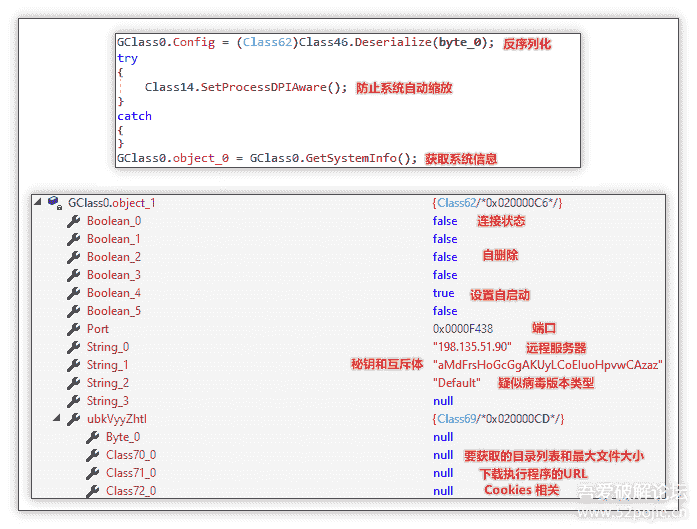 GClass0.Config = (Class62)Class46.Deserialize(byte_0); 反序列化
try
{
Class14.SetProcessDPIAware(); 防止系统自动缩放
}
catch
{
}
GClass0.object_0 = GClass0.GetSystemInfo(); 获取系统信息
GClass0.object_1 {Class62/*0x020000C6*/}
Boolean_0 false 连接状态
Boolean_1 false
Boolean_2 false 自删除
Boolean_3 false
Boolean_4 true 设置自启动
Boolean_5 false
Port 0x0000F438 端口
String_0 "198.135.51.90" 远程服务器
String_1 秘钥和互斥体 "aMdFrsHoGcGgAKUyLCoEIuoHpvwCAzaz"
String_2 "Default" 疑似病毒版本类型
String_3 null
ubkVyyZhtl {Class69/*0x020000CD*/}
Byte_0 null
Class70_0 null 要获取的目录列表和最大文件大小
Class71_0 null 下载执行程序的URL
Class72_0 null Cookies 相关
吾爱破解论坛
www.52pojie.cn